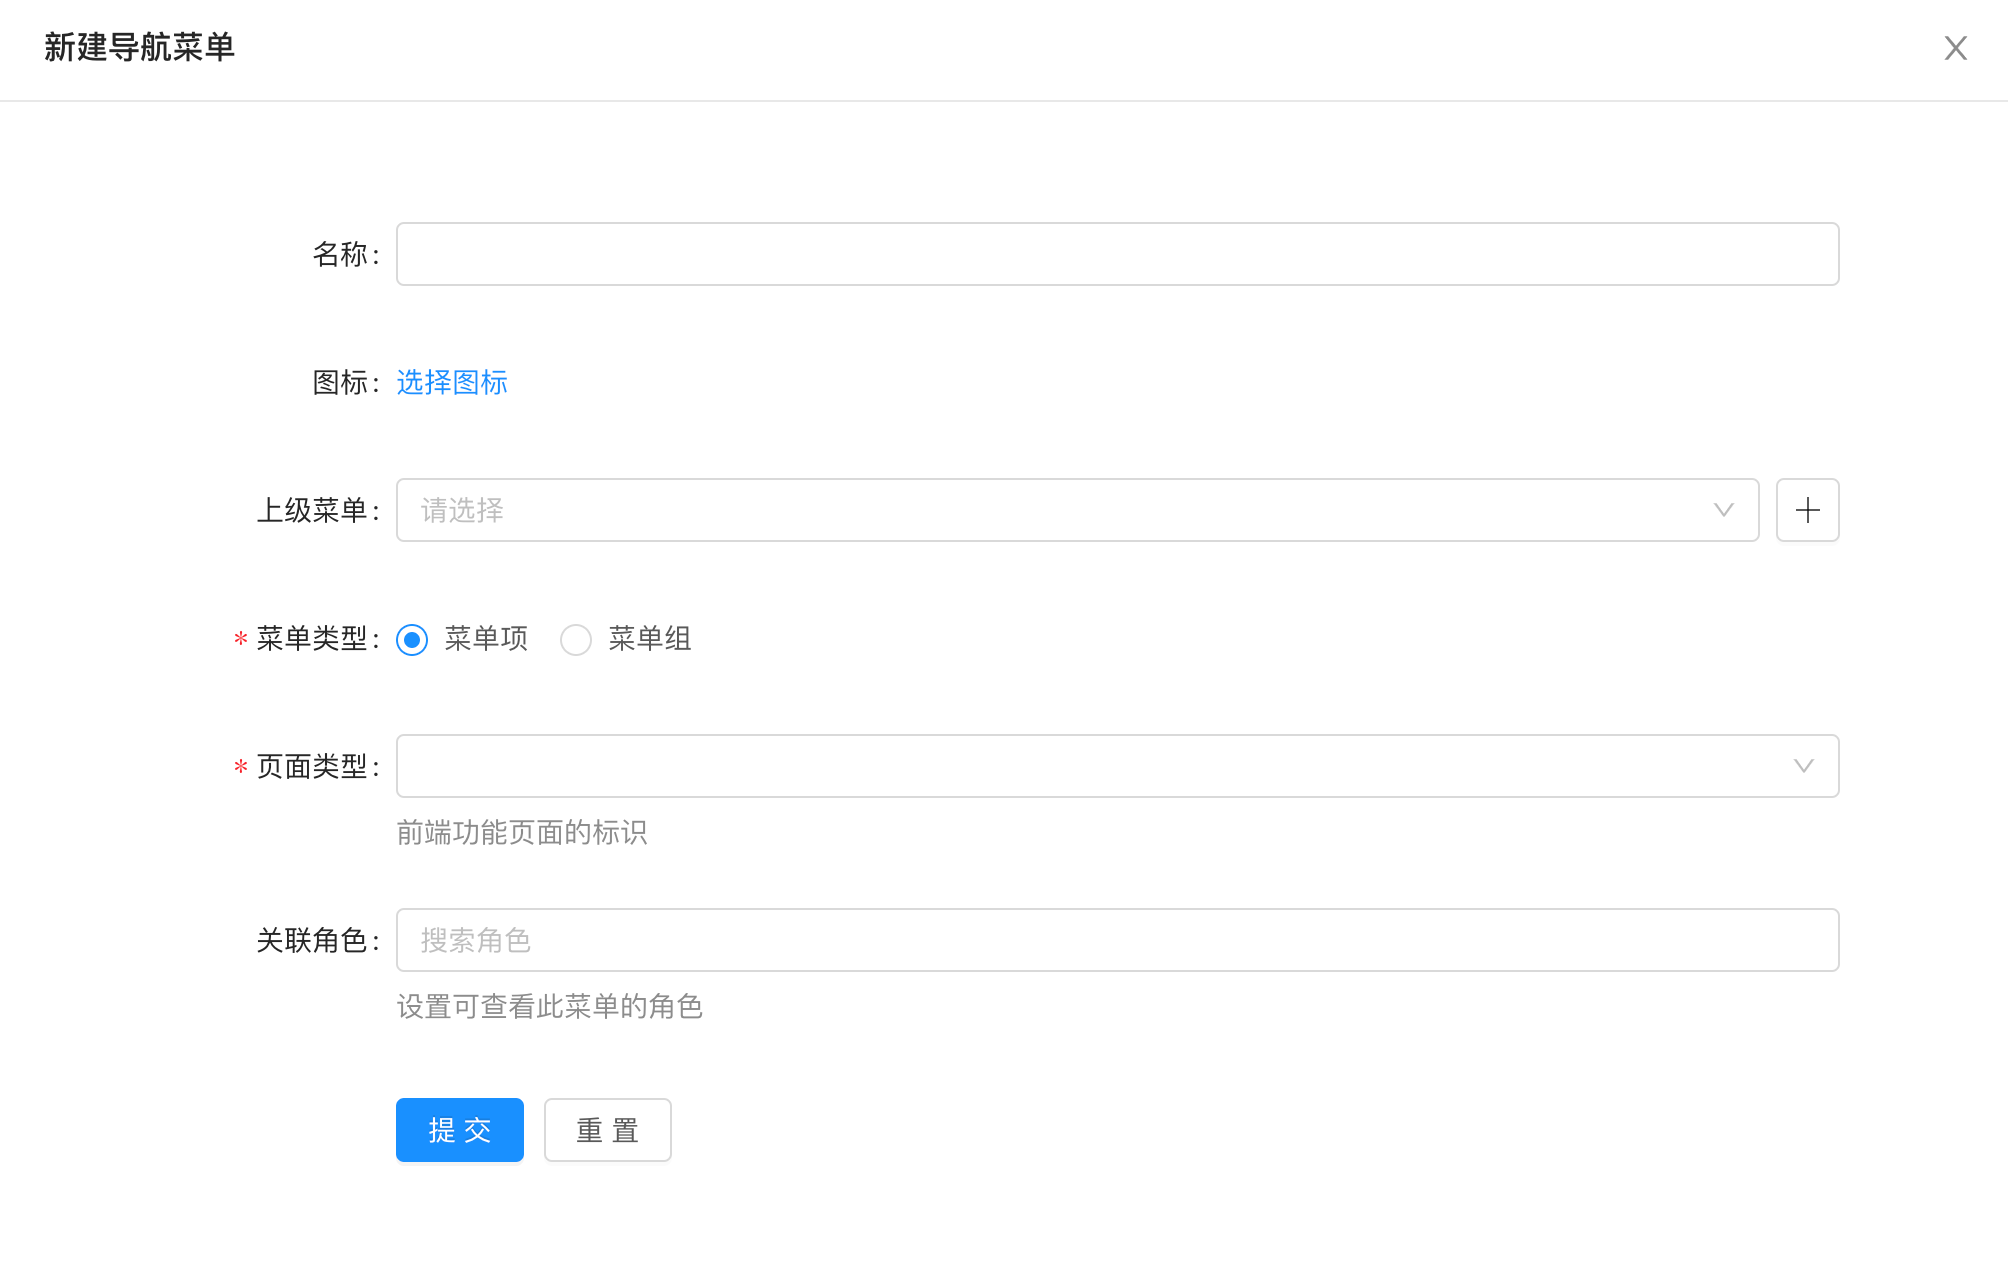 新建导航菜单
名称:
图标: 选择图标
上级菜单: 请选择
* 菜单类型: 菜单项 菜单组
* 页面类型:
前端功能页面的标识
关联角色: 搜索角色
设置可查看此菜单的角色
提 交 重 置